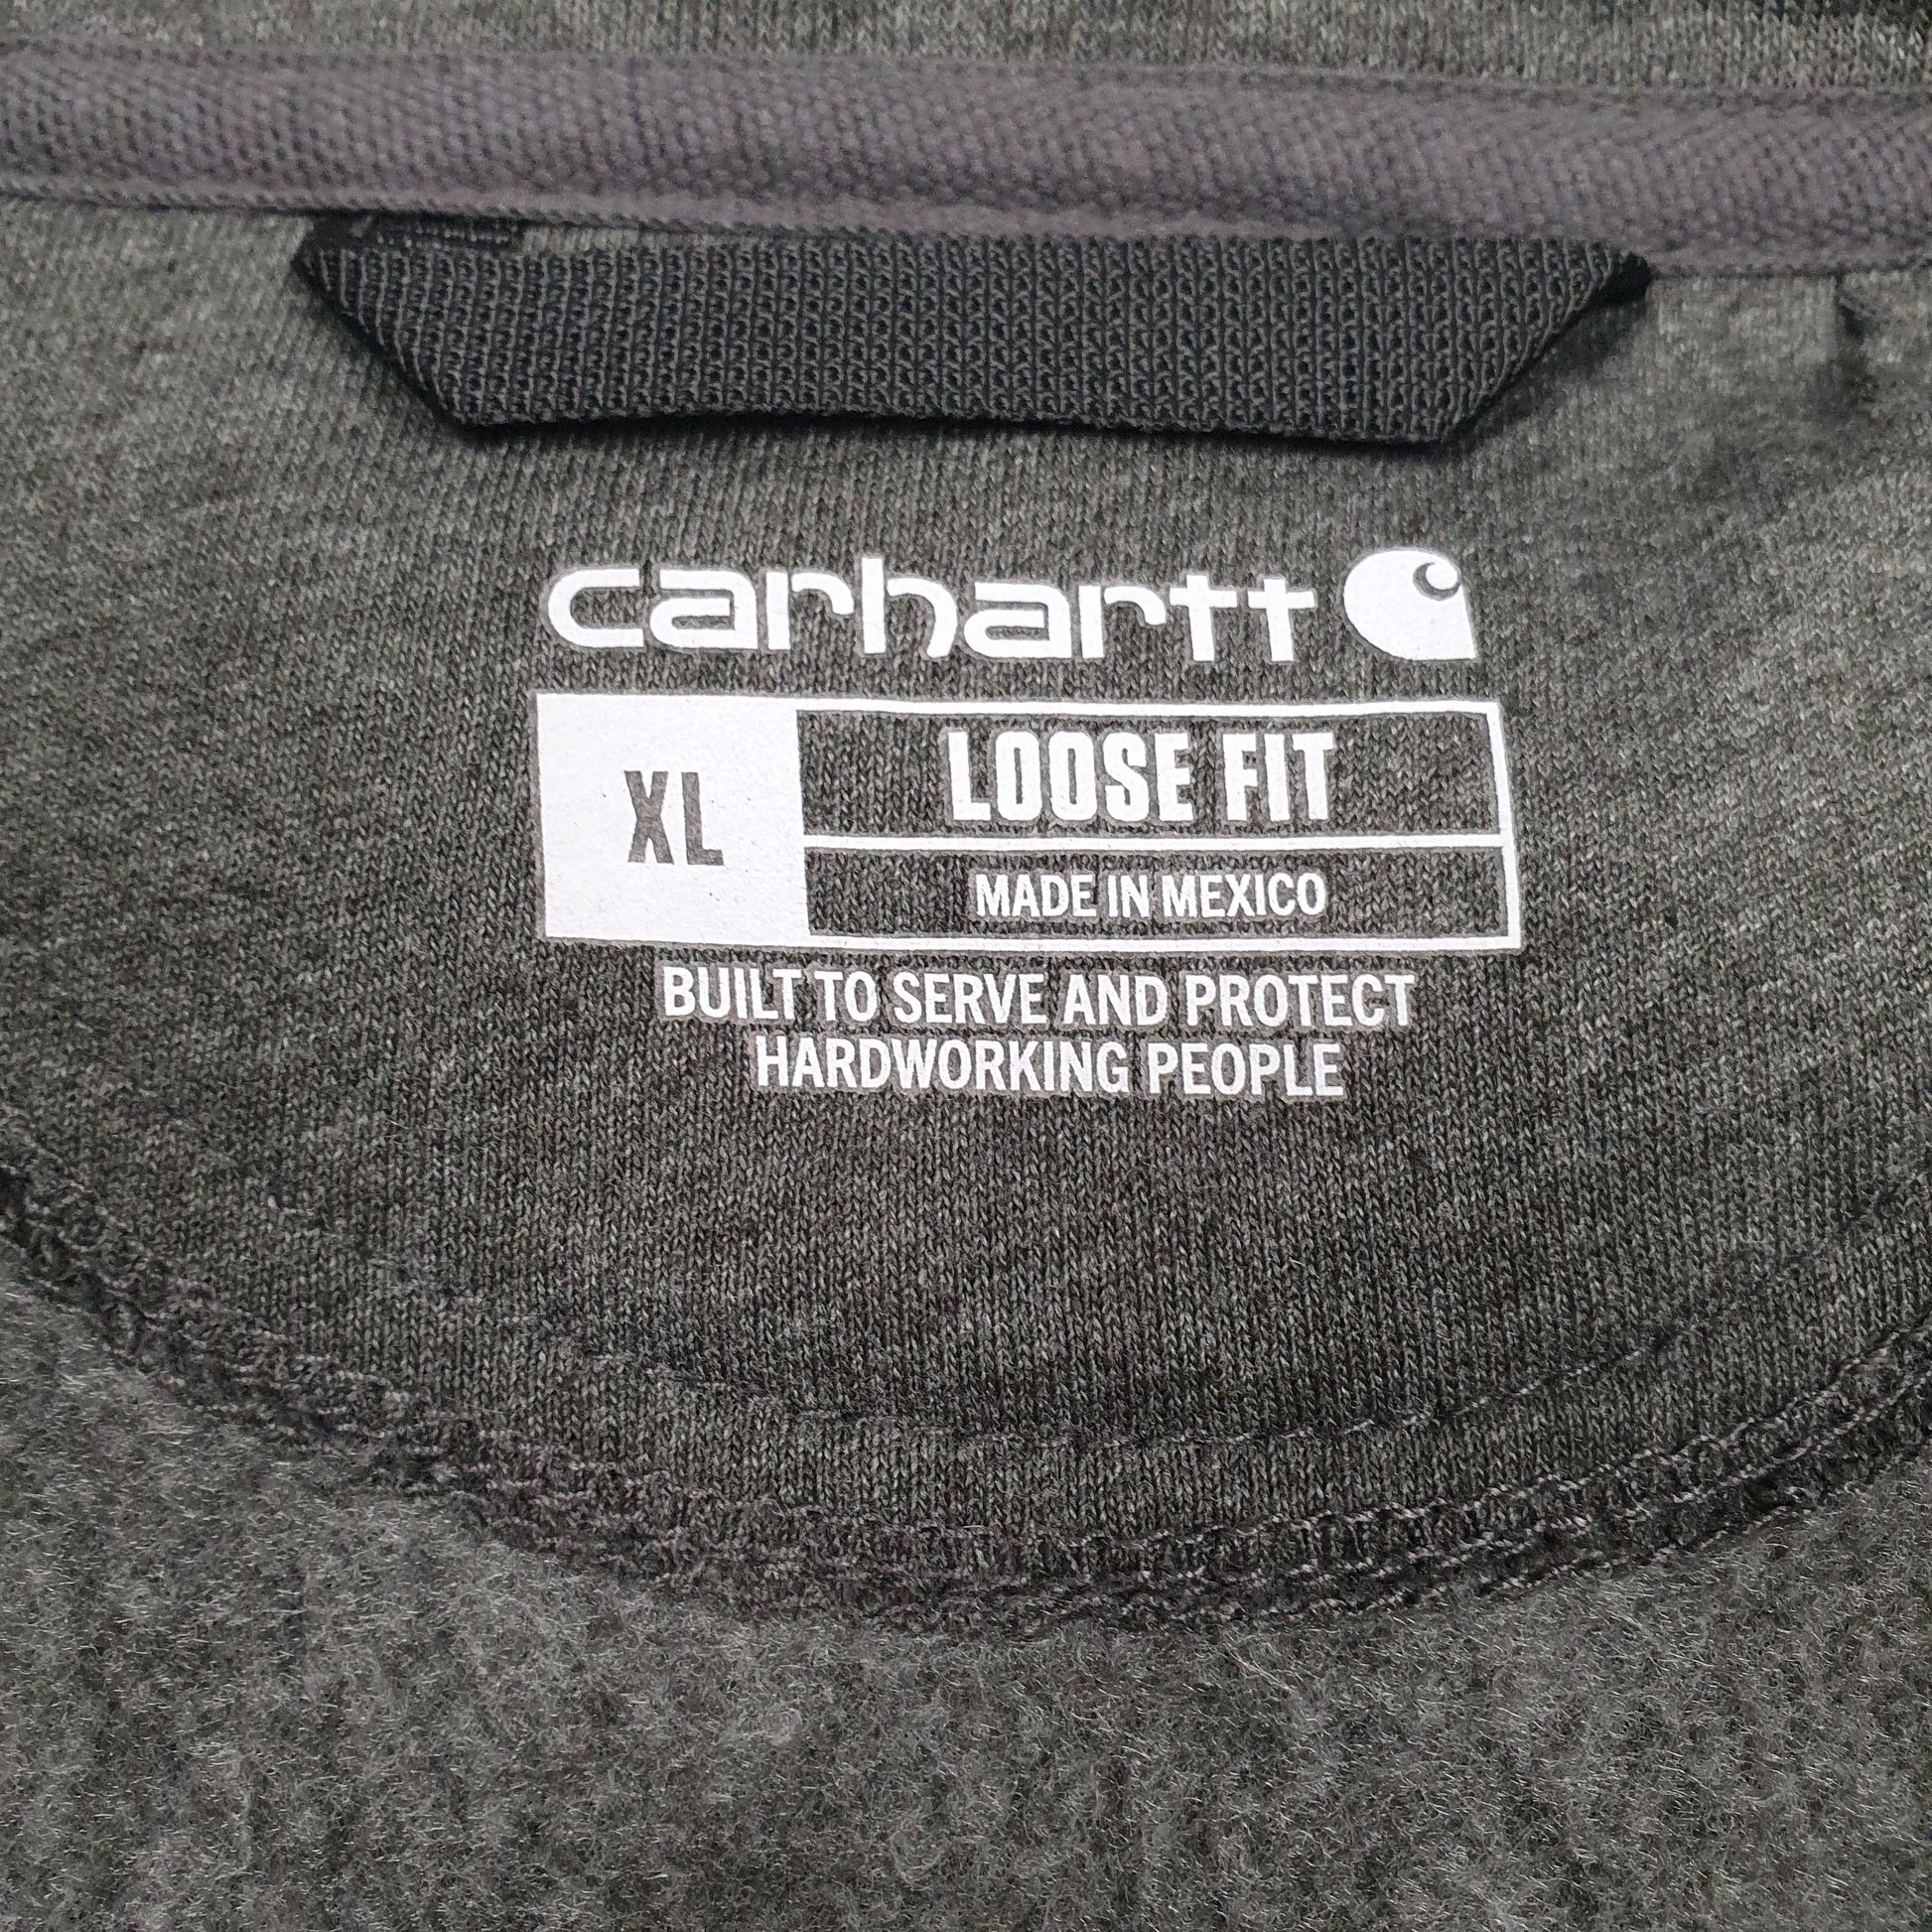 carhartt
XL
LOOSE FIT
MADE IN MEXICO
BUILT TO SERVE AND PROTECT
HARDWORKING PEOPLE